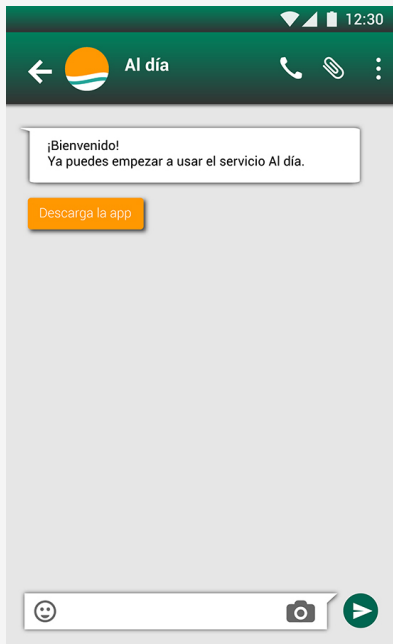 12:30
Al día
¡Bienvenido!
Ya puedes empezar a usar el servicio Al día.
Descarga la app